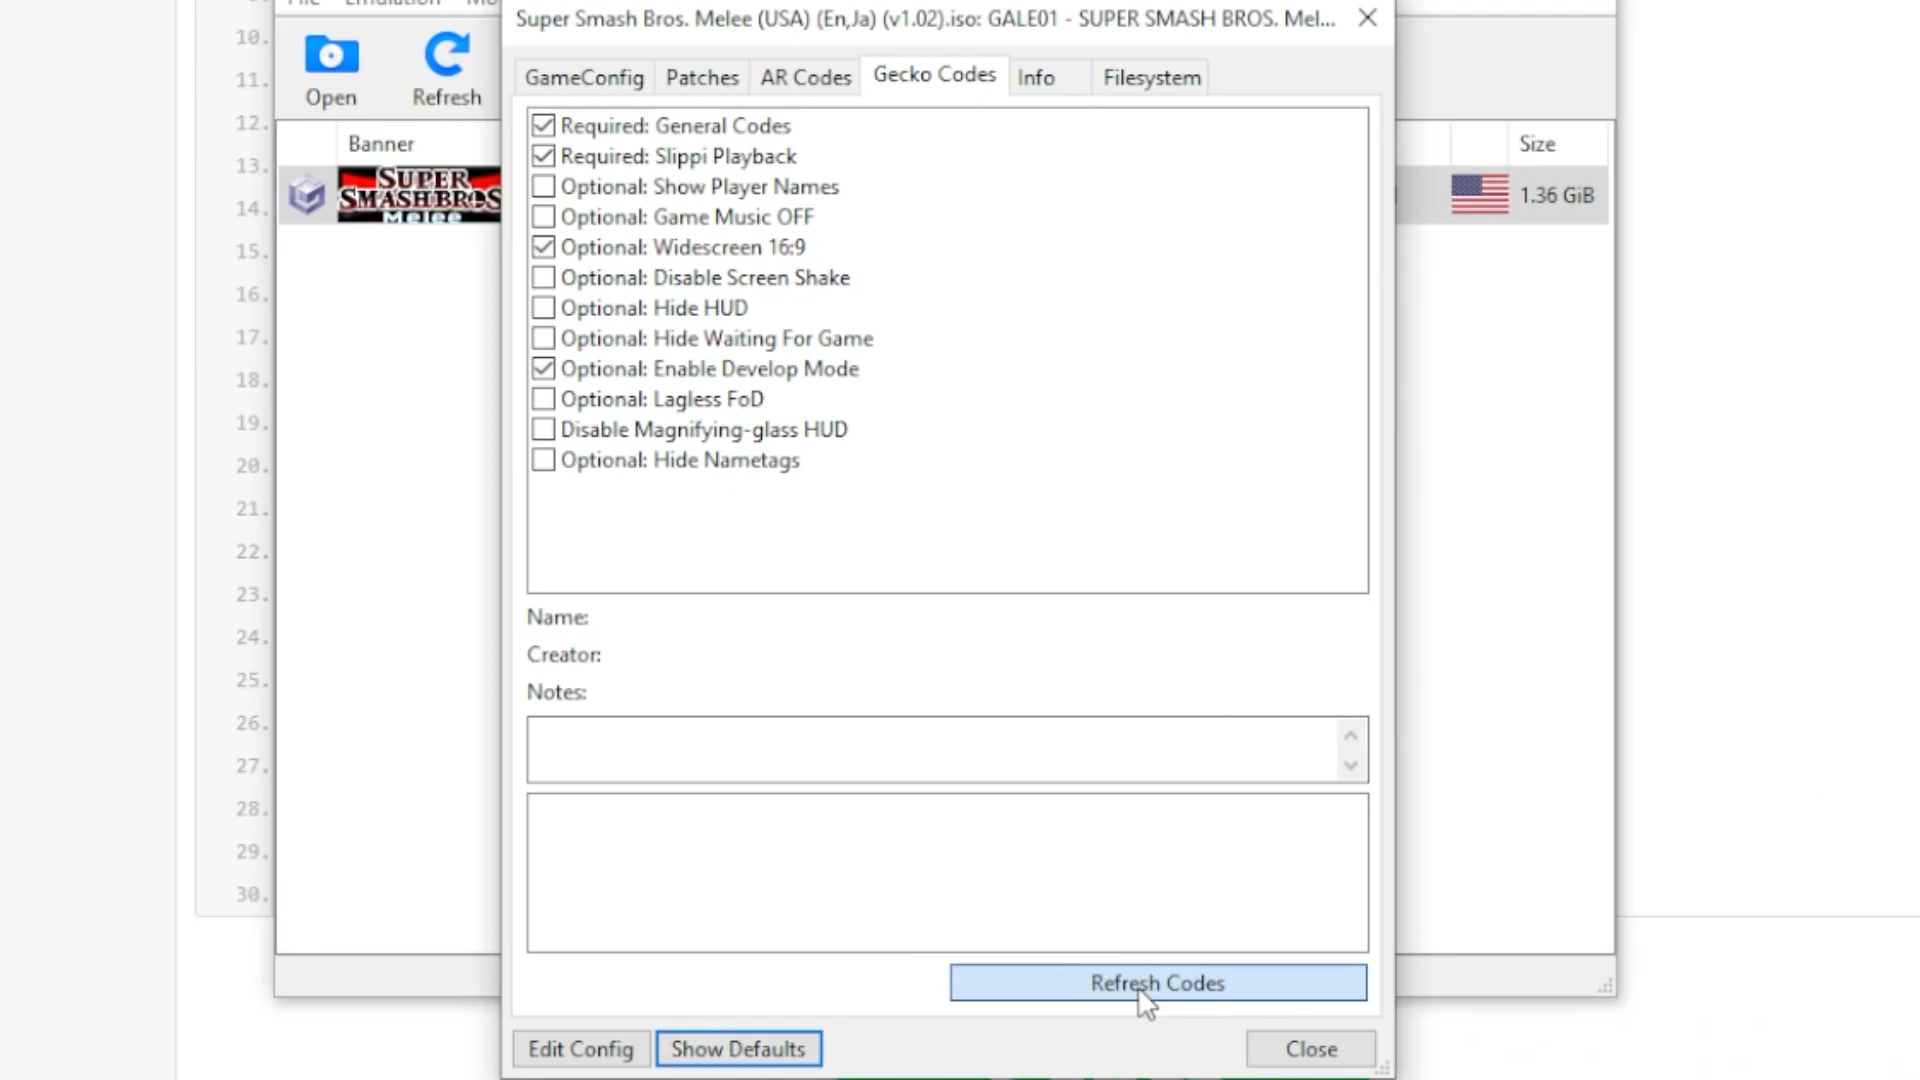 Super Smash Bros. Melee (USA) (En,Ja) (v1.02).iso: GALE01 - SUPER SMASH BROS. Mel...
10.
11.
12.
13.
14.
15.
16.
17.
18.
19.
20.
21.
22.
23.
24.
25.
26.
27.
28.
29.
30.
File Emulation
Open Refresh
Banner
SUPER
SMASH BROS
Melee
Size
1.36 GiB
GameConfig Patches AR Codes Gecko Codes Info Filesystem
Required: General Codes
Required: Slippi Playback
Optional: Show Player Names
Optional: Game Music OFF
Optional: Widescreen 16:9
Optional: Disable Screen Shake
Optional: Hide HUD
Optional: Hide Waiting For Game
Optional: Enable Develop Mode
Optional: Lagless FoD
Disable Magnifying-glass HUD
Optional: Hide Nametags
Name:
Creator:
Notes:
Refresh Codes
Edit Config Show Defaults Close